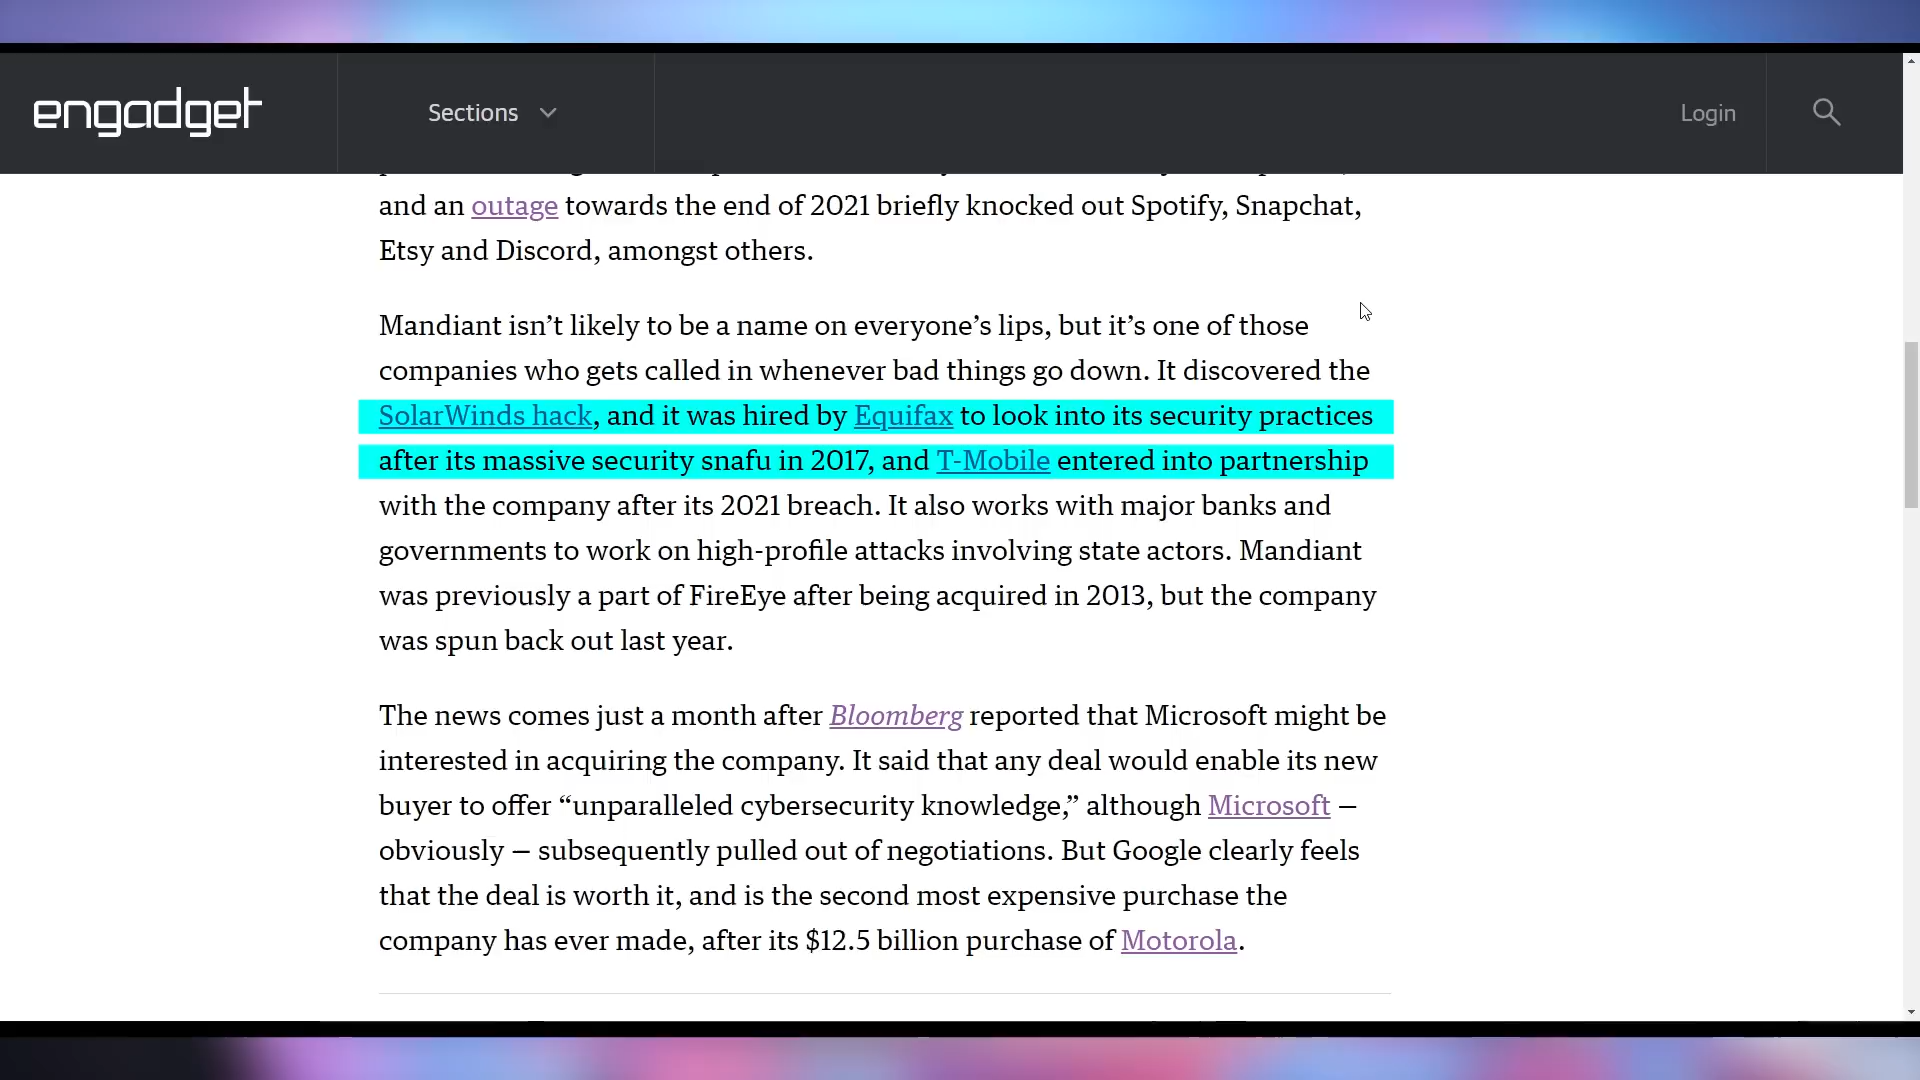 engadget
Sections
Login
and an outage towards the end of 2021 briefly knocked out Spotify, Snapchat,
Etsy and Discord, amongst others.
Mandiant isn’t likely to be a name on everyone’s lips, but it’s one of those
companies who gets called in whenever bad things go down. It discovered the
SolarWinds hack, and it was hired by Equifax to look into its security practices
after its massive security snafu in 2017, and T-Mobile entered into partnership
with the company after its 2021 breach. It also works with major banks and
governments to work on high-profile attacks involving state actors. Mandiant
was previously a part of FireEye after being acquired in 2013, but the company
was spun back out last year.
The news comes just a month after Bloomberg reported that Microsoft might be
interested in acquiring the company. It said that any deal would enable its new
buyer to offer “unparalleled cybersecurity knowledge,” although Microsoft —
obviously — subsequently pulled out of negotiations. But Google clearly feels
that the deal is worth it, and is the second most expensive purchase the
company has ever made, after its $12.5 billion purchase of Motorola.